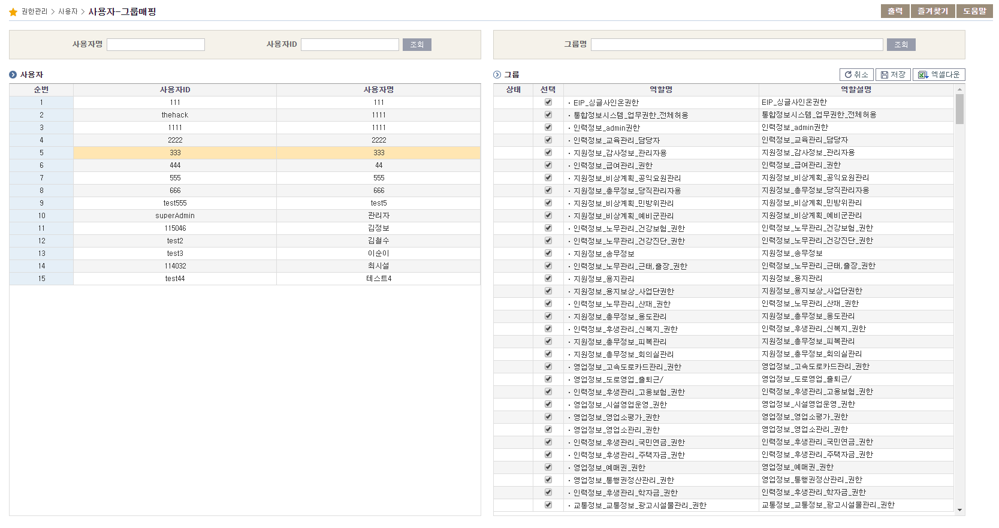 권한관리 > 사용자 > 사용자-그룹매핑
출력 즐겨찾기 도움말
사용자명 사용자ID 조회
그룹명 조회
사용자
순번 사용자ID 사용자명
1 111 111
2 thehack 1111
3 1111 1111
4 2222 2222
5 333 333
6 444 44
7 555 555
8 666 666
9 test555 test5
10 superAdmin 관리자
11 115046 김정보
12 test2 김철수
13 test3 이순이
14 114032 최시설
15 test44 테스트4
그룹 취소 저장 엑셀다운
상태 선택 역할명 역할설명
· EIP_싱글사인온권한 EIP_싱글사인온권한
· 통합정보시스템_업무권한_전체허용 통합정보시스템_업무권한_전체허용
· 인력정보_admin권한 인력정보_admin권한
· 인력정보_교육관리_담당자 인력정보_교육관리_담당자
· 지원정보_감사정보_관리자용 지원정보_감사정보_관리자용
· 인력정보_급여관리_권한 인력정보_급여관리_권한
· 지원정보_비상계획_공익요원관리 지원정보_비상계획_공익요원관리
· 지원정보_총무정보_당직관리자용 지원정보_총무정보_당직관리자용
· 지원정보_비상계획_민방위관리 지원정보_비상계획_민방위관리
· 지원정보_비상계획_예비군관리 지원정보_비상계획_예비군관리
· 인력정보_노무관리_건강보험_권한 인력정보_노무관리_건강보험_권한
· 인력정보_노무관리_건강진단_권한 인력정보_노무관리_건강진단_권한
· 지원정보_송무정보 지원정보_송무정보
· 인력정보_노무관리_근태,출장_권한 인력정보_노무관리_근태,출장_권한
· 지원정보_용지관리 지원정보_용지관리
· 지원정보_용지보상_사업단권한 지원정보_용지보상_사업단권한
· 인력정보_노무관리_산재_권한 인력정보_노무관리_산재_권한
· 지원정보_총무정보_용도관리 지원정보_총무정보_용도관리
· 인력정보_후생관리_신복지_권한 인력정보_후생관리_신복지_권한
· 지원정보_총무정보_피복관리 지원정보_총무정보_피복관리
· 지원정보_총무정보_회의실관리 지원정보_총무정보_회의실관리
· 영업정보_고속도로카드관리_권한 영업정보_고속도로카드관리_권한
· 영업정보_도로영업_출퇴근/ 영업정보_도로영업_출퇴근/
· 인력정보_후생관리_고용보험_권한 인력정보_후생관리_고용보험_권한
· 영업정보_시설영업운영_권한 영업정보_시설영업운영_권한
· 영업정보_영업소평가_권한 영업정보_영업소평가_권한
· 영업정보_영업소관리_권한 영업정보_영업소관리_권한
· 인력정보_후생관리_국민연금_권한 인력정보_후생관리_국민연금_권한
· 인력정보_후생관리_주택자금_권한 인력정보_후생관리_주택자금_권한
· 영업정보_예매권_권한 영업정보_예매권_권한
· 영업정보_통행권정산관리_권한 영업정보_통행권정산관리_권한
· 인력정보_후생관리_학자금_권한 인력정보_후생관리_학자금_권한
· 교통정보_교통정보_광고시설물관리_권한 교통정보_교통정보_광고시설물관리_권한